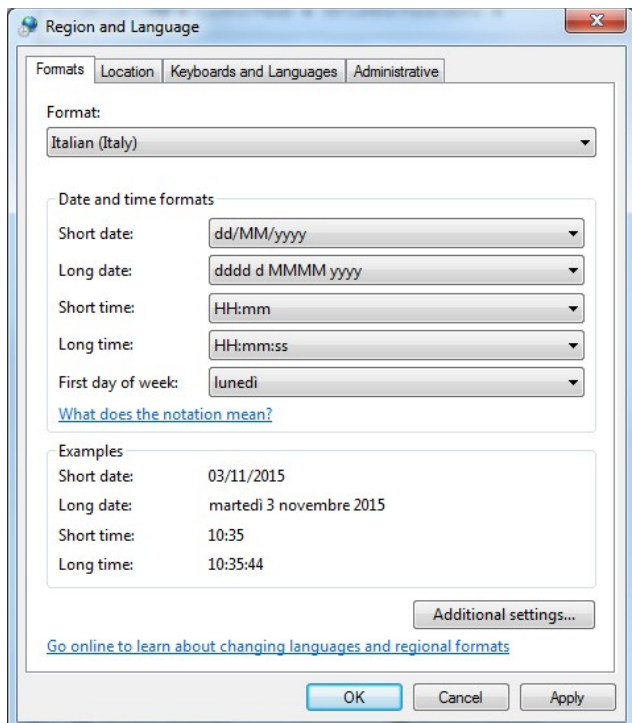 Region and Language
Formats Location Keyboards and Languages Administrative
Format:
Italian (Italy)
Date and time formats
Short date: dd/MM/yyyy
Long date: dddd d MMMM yyyy
Short time: HH:mm
Long time: HH:mm:ss
First day of week: lunedì
What does the notation mean?
Examples
Short date: 03/11/2015
Long date: martedì 3 novembre 2015
Short time: 10:35
Long time: 10:35:44
Additional settings...
Go online to learn about changing languages and regional formats
OK Cancel Apply